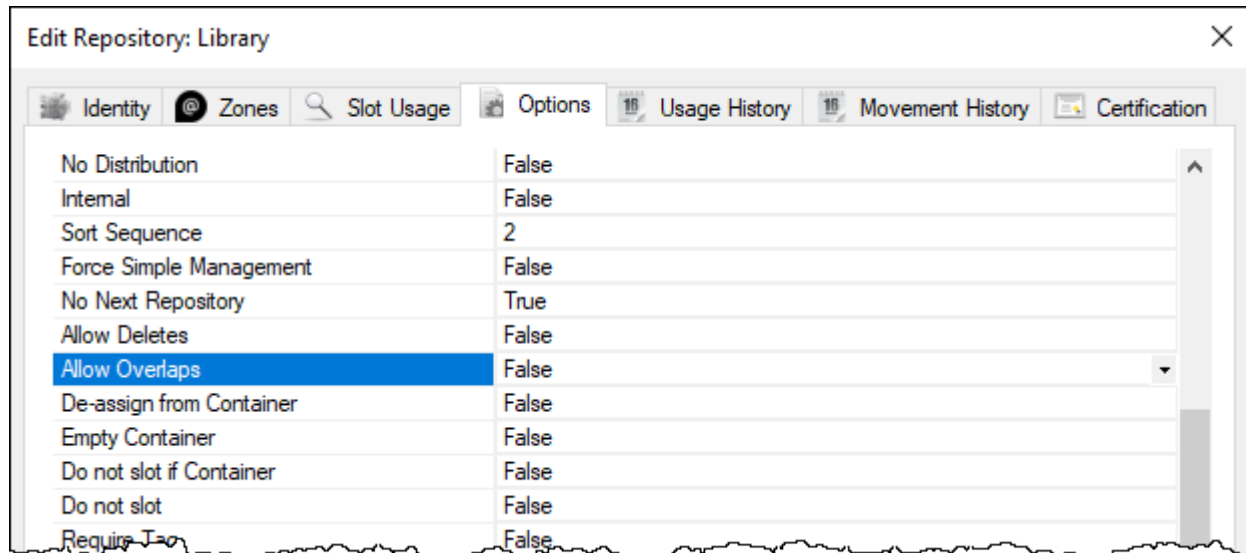 Edit Repository: Library
Identity Zones Slot Usage Options Usage History Movement History Certification
No Distribution False
Internal False
Sort Sequence 2
Force Simple Management False
No Next Repository True
Allow Deletes False
Allow Overlaps False
De-assign from Container False
Empty Container False
Do not slot if Container False
Do not slot False
Require Tag False